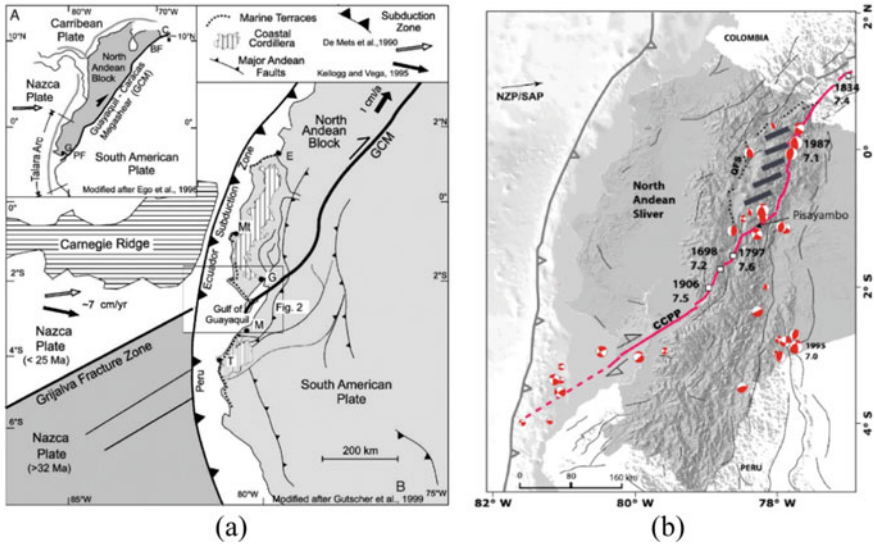 A
80°W
70°W
Carribean
Plate
C
10°N
10°N
BF
North
Andean
Block
Nazca
Plate
Guayaquil - Caracas
Megashear (GCM)
0°
0°
G
PF
Talara Arc
South American
Plate
Modified after Ego et al., 1996
Marine Terraces
Coastal
Cordillera
Major Andean
Faults
Subduction
Zone
De Mets et al., 1990
Kellogg and Vega, 1995
North
Andean Block
1 cm/a
GCM
2°N
0°
2°S
4°S
0°S
2°S
4°S
6°S
E
Mt
G
M
T
Ecuador Subduction Zone
Carnegie Ridge
~7 cm/yr
Gulf of
Guayaquil
Fig. 2
Nazca
Plate
(< 25 Ma)
Grijalva Fracture Zone
Peru
South American
Plate
Nazca
Plate
(>32 Ma)
200 km
B
85°W
80°W
75°W
Modified after Gutscher et al., 1999
(a)
2° N
COLOMBIA
NZP/SAP
1834
7.4
QFS
1987
7.1
0°
North
Andean
Sliver
Pisayambo
1698
7.2
1797
7.6
2° S
1906
7.5
CCPP
1995
7.0
4° S
PERU
82° W
0
80
160 km
80° W
78° W
(b)